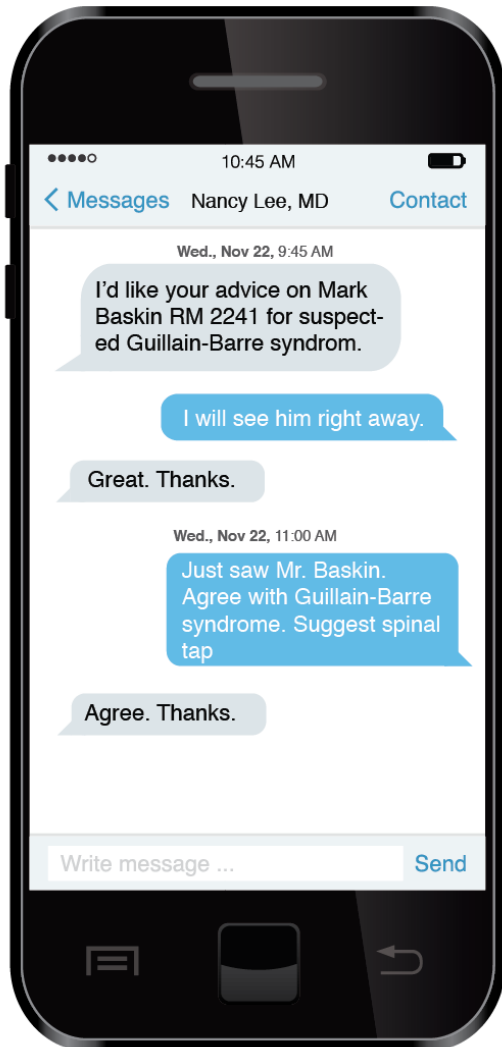 10:45 AM
Messages Nancy Lee, MD Contact
Wed., Nov 22, 9:45 AM
I'd like your advice on Mark
Baskin RM 2241 for suspect-
ed Guillain-Barre syndrom.
I will see him right away.
Great. Thanks.
Wed., Nov 22, 11:00 AM
Just saw Mr. Baskin.
Agree with Guillain-Barre
syndrome. Suggest spinal
tap
Agree. Thanks.
Write message ... Send